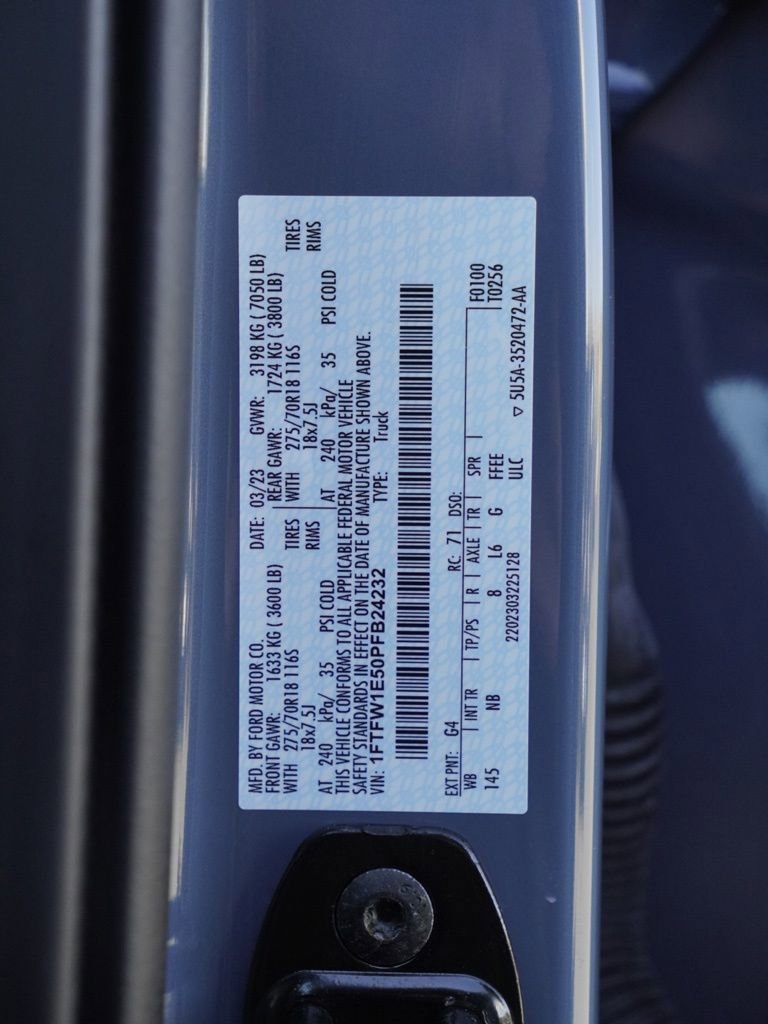 MFD. BY FORD MOTOR CO.
DATE: 03/23 GVWR: 3198 KG ( 7050 LB)
FRONT GAWR: 1633 KG ( 3600 LB) REAR GAWR: 1724 KG ( 3800 LB)
WITH 275/70R18 116S TIRES WITH 275/70R18 116S TIRES
18x7.5J RIMS 18x7.5J RIMS
AT 240 kPa/ 35 PSI COLD AT 240 kPa/ 35 PSI COLD
THIS VEHICLE CONFORMS TO ALL APPLICABLE FEDERAL MOTOR VEHICLE
SAFETY STANDARDS IN EFFECT ON THE DATE OF MANUFACTURE SHOWN ABOVE.
VIN: 1FTFW1E50PFB24232 TYPE: Truck
EXT PNT: G4 RC: 71 DSO: F0100
WB INT TR TP/PS R AXLE TR SPR T0256
145 NB 8 L6 G FFEE
2202303225128 ULC ▽ 5U5A-3520472-AA